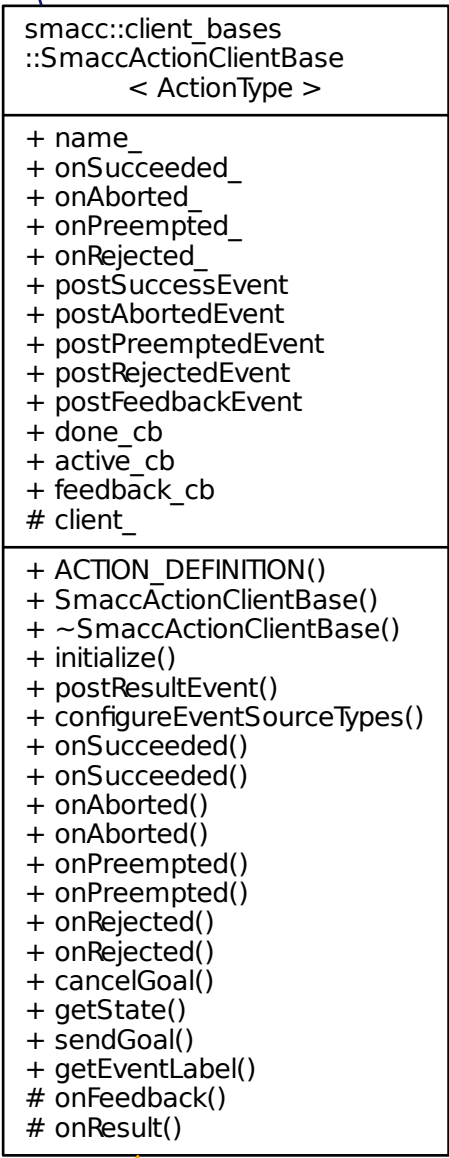 smacc::client_bases
::SmaccActionClientBase
< ActionType >
+ name_
+ onSucceeded_
+ onAborted_
+ onPreempted_
+ onRejected_
+ postSuccessEvent
+ postAbortedEvent
+ postPreemptedEvent
+ postRejectedEvent
+ postFeedbackEvent
+ done_cb
+ active_cb
+ feedback_cb
# client_
+ ACTION_DEFINITION()
+ SmaccActionClientBase()
+ ~SmaccActionClientBase()
+ initialize()
+ postResultEvent()
+ configureEventSourceTypes()
+ onSucceeded()
+ onSucceeded()
+ onAborted()
+ onAborted()
+ onPreempted()
+ onPreempted()
+ onRejected()
+ onRejected()
+ cancelGoal()
+ getState()
+ sendGoal()
+ getEventLabel()
# onFeedback()
# onResult()